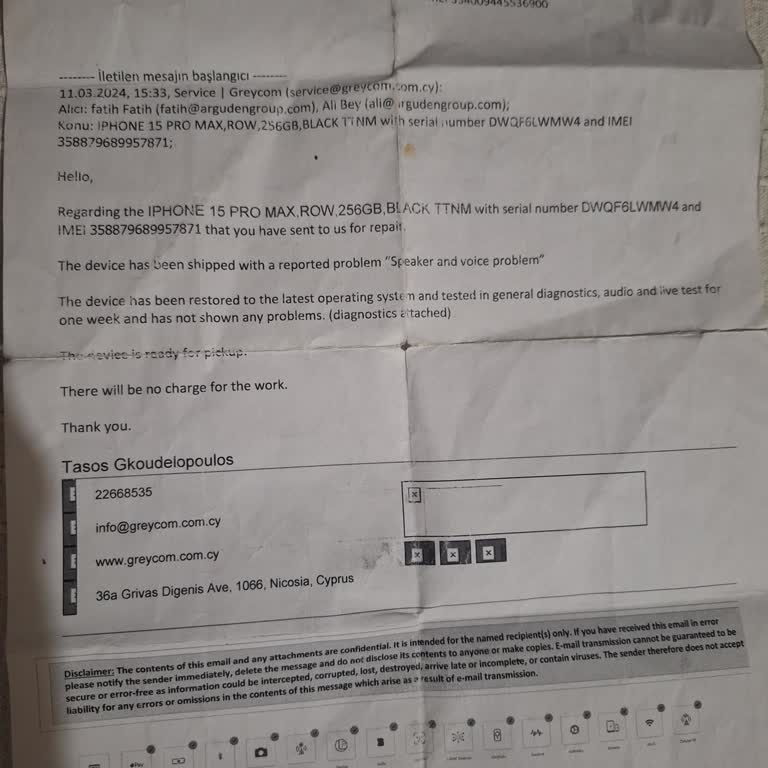 -------- İletilen mesajın başlangıcı --------
11.03.2024, 15:33, Service | Greycom (service@greycom.com.cy):
Alıcı: fatih Fatih (fatih@argudengroup.com), Ali Bey (ali@argudengroup.com);
Konu: IPHONE 15 PRO MAX,ROW,256GB,BLACK TTNM with serial number DWQF6LWMW4 and IMEI
358879689957871;
Hello,
Regarding the IPHONE 15 PRO MAX,ROW,256GB,BLACK TTNM with serial number DWQF6LWMW4 and
IMEI 358879689957871 that you have sent to us for repair.
The device has been shipped with a reported problem "Speaker and voice problem"
The device has been restored to the latest operating system and tested in general diagnostics, audio and live test for
one week and has not shown any problems. (diagnostics attached)
The device is ready for pickup.
There will be no charge for the work.
Thank you.
Tasos Gkoudelopoulos
22668535
info@greycom.com.cy
www.greycom.com.cy
36a Grivas Digenis Ave, 1066, Nicosia, Cyprus
Disclaimer: The contents of this email and any attachments are confidential. It is intended for the named recipient(s) only. If you have received this email in error
please notify the sender immediately, delete the message and do not disclose its contents to anyone or make copies. E-mail transmission cannot be guaranteed to be
secure or error-free as information could be intercepted, corrupted, lost, destroyed, arrive late or incomplete, or contain viruses. The sender therefore does not accept
liability for any errors or omissions in the contents of this message which arise as a result of e-mail transmission.
Pay